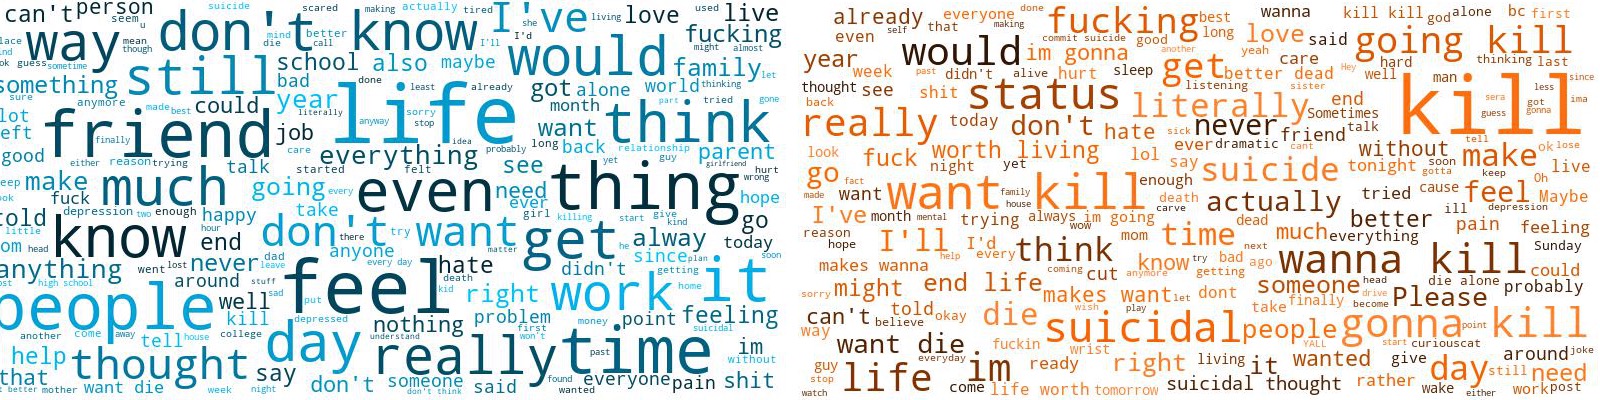 can't person suicide scared making actually tired I've she living love used live
seem u way don't know I'd I'll fucking
mean though mind die better call would might almost
ok guess sometime school also maybe family let
something still bad life got alone world thinking
sure anymore made best could year done least already month tried gone
lot friend literally sorry stop part
left finally job anyway idea want think
care everything probably long back relationship
good either reason trying started felt see yet guy parent girlfriend hurt wrong
keep make talk going every even need thing hope
fuck much ever
depression two enough happy take girl killing start give kind go
told know hour there don't want get he alway today
little end dad try matter since plan soon
mom head anyone every day
anything went lost never leave hate didn't getting
high school around stuff feel death
people sad put kid right work home it
well depressed problem money point feeling
another come away tell house kill college nothing first suicidal
understand won't
help day really time im
thought past without
that say someone found everyone pain shit
better mother want die week night don't said wanted
don't think
already everyone done fucking best wanna kill kill god alone bc first
self that making commit suicide good long love said going kill
even would im gonna another yeah care hard thinking last
year week past didn't alive hurt sleep get better dead Hey well man since
thought see shit status listening sister end less kill
back literally Sometimes sera got gonna ima
really today don't hate sick never friend talk guess
look worth living ever dramatic cant without tell ok lose
fuck night yet lol say suicide tonight soon make live
go fact want kill enough gotta keep
made want family house death actually tried cause feel Oh Maybe
I've month mental trying always im going carve dead ill depression
reason wow better pain feeling
hope I'll I'd every think mom time much everything
help know try bad next ago Sunday
makes wanna coming cut anymore getting wanna kill could
sorry might end life makes want let dont someone head die alone probably
can't told okay wish play take finally drive Please
way believe die suicidal people become gonna point kill
want die fuckin YALL start curiouscat
guy everyday wrist right living it wanted give around joke
stop life im ready day still need
watch come life worth tomorrow suicidal thought rather wake either work post